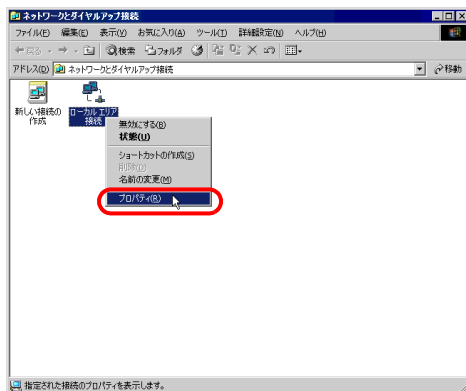 ネットワークとダイヤルアップ接続
ファイル(F) 編集(E) 表示(V) お気に入り(A) ツール(T) 詳細設定(N) ヘルプ(H)
戻る 検索 フォルダ
アドレス(D) ネットワークとダイヤルアップ接続 移動
新しい接続の
作成
ローカル エリア
接続
無効にする(B)
状態(U)
ショートカットの作成(S)
削除(D)
名前の変更(M)
プロパティ(R)
指定された接続のプロパティを表示します。